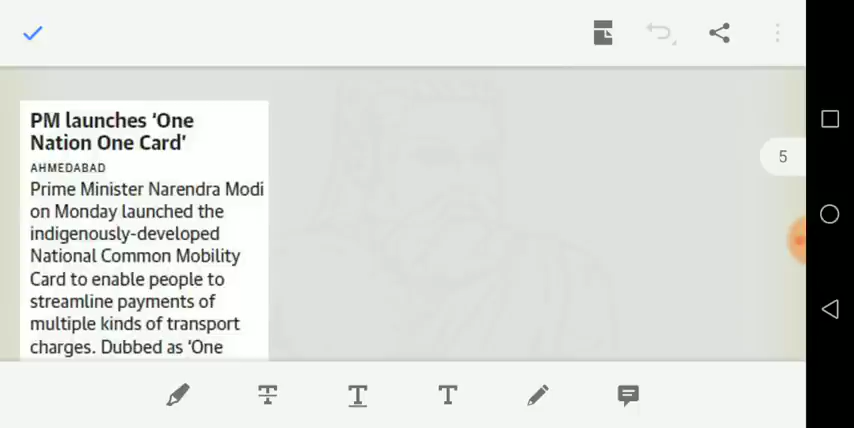 PM launches ‘One
Nation One Card’
AHMEDABAD
Prime Minister Narendra Modi
on Monday launched the
indigenously-developed
National Common Mobility
Card to enable people to
streamline payments of
multiple kinds of transport
charges. Dubbed as ‘One
5
T
T
T